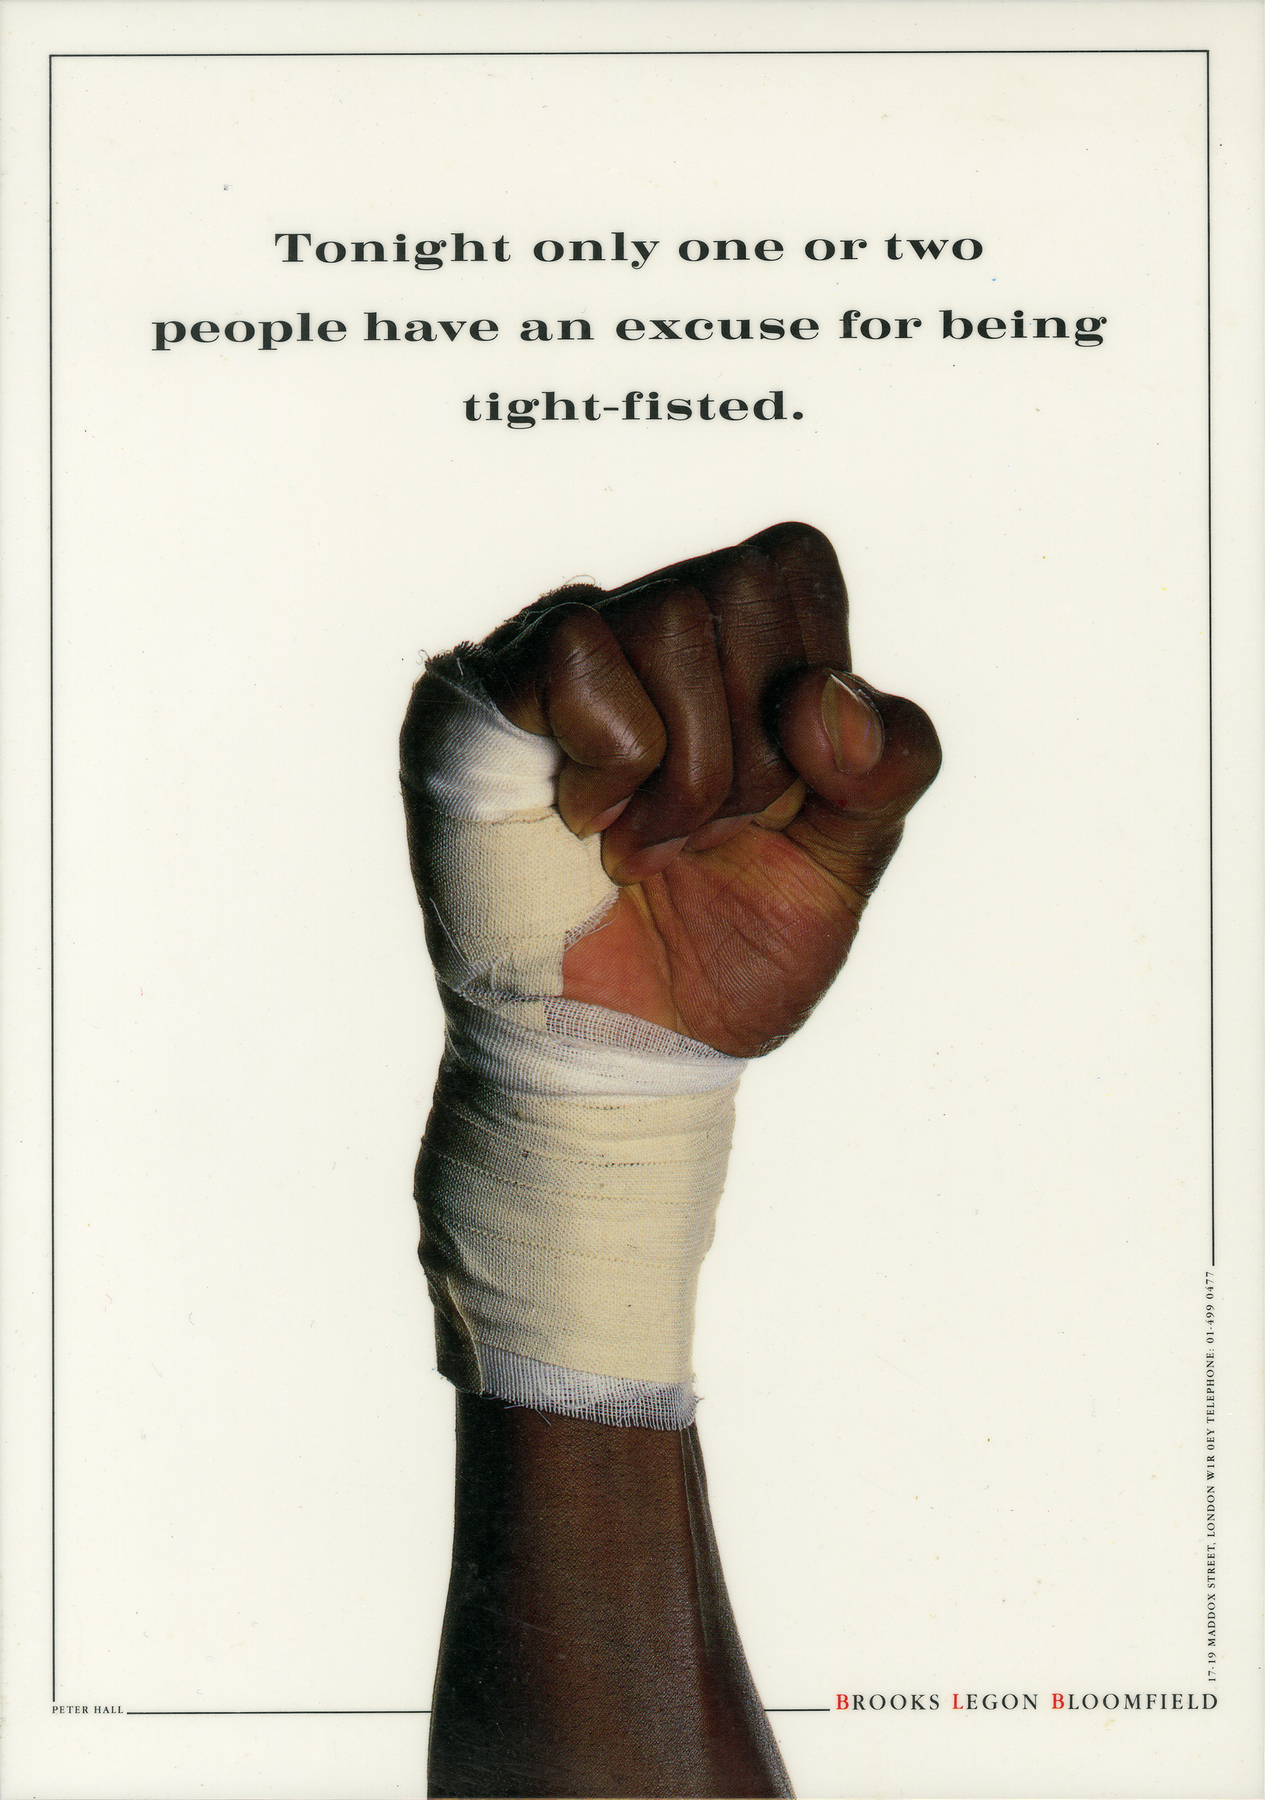 Tonight only one or two
people have an excuse for being
tight-fisted.
17-19 MADDOX STREET, LONDON W1R 0EY TELEPHONE: 01-499 0477
PETER HALL
BROOKS LEGON BLOOMFIELD